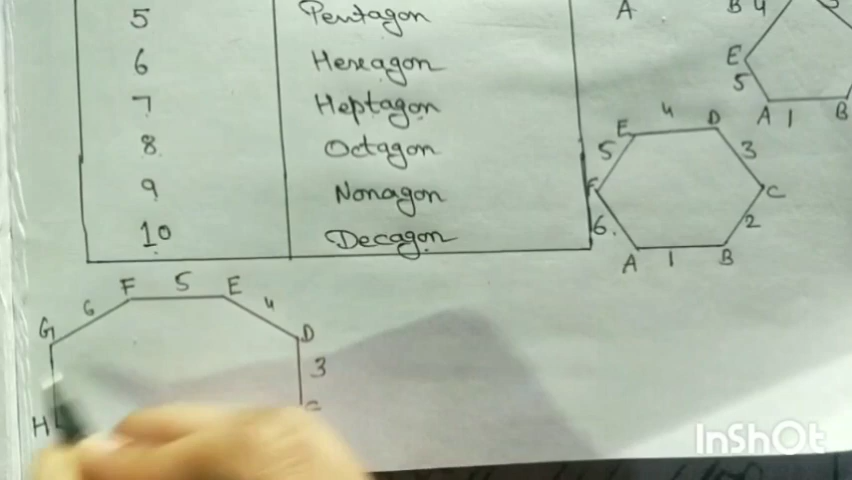 5 Pentagon
6 Hexagon
7 Heptagon
8 Octagon
9 Nonagon
10 Decagon
A B 4
E
5
A 1 B
E 4 D
5 3
F C
6. 2
A 1 B
F 5 E
6 4
G D
3
C
H
InShOt